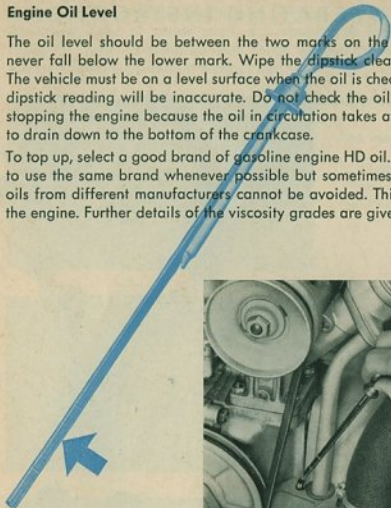 Engine Oil Level
The oil level should be between the two marks on the
never fall below the lower mark. Wipe the dipstick clea
The vehicle must be on a level surface when the oil is chec
dipstick reading will be inaccurate. Do not check the oil
stopping the engine because the oil in circulation takes a
to drain down to the bottom of the crankcase.
To top up, select a good brand of gasoline engine HD oil.
to use the same brand whenever possible but sometimes
oils from different manufacturers cannot be avoided. Thi
the engine. Further details of the viscosity grades are give